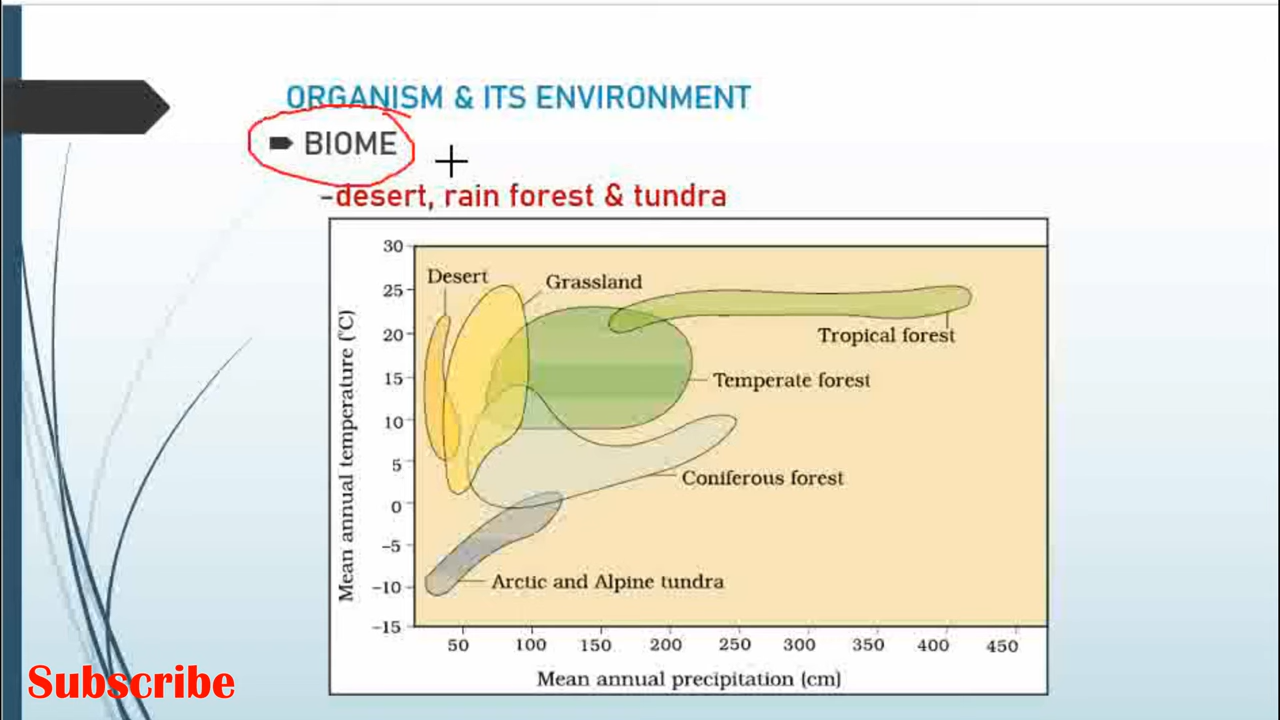 ORGANISM & ITS ENVIRONMENT
BIOME
-desert, rain forest & tundra
30
25
20
15
10
5
0
-5
-10
-15
Mean annual temperature (°C)
Desert
Grassland
Tropical forest
Temperate forest
Coniferous forest
Arctic and Alpine tundra
50 100 150 200 250 300 350 400 450
Mean annual precipitation (cm)
Subscribe